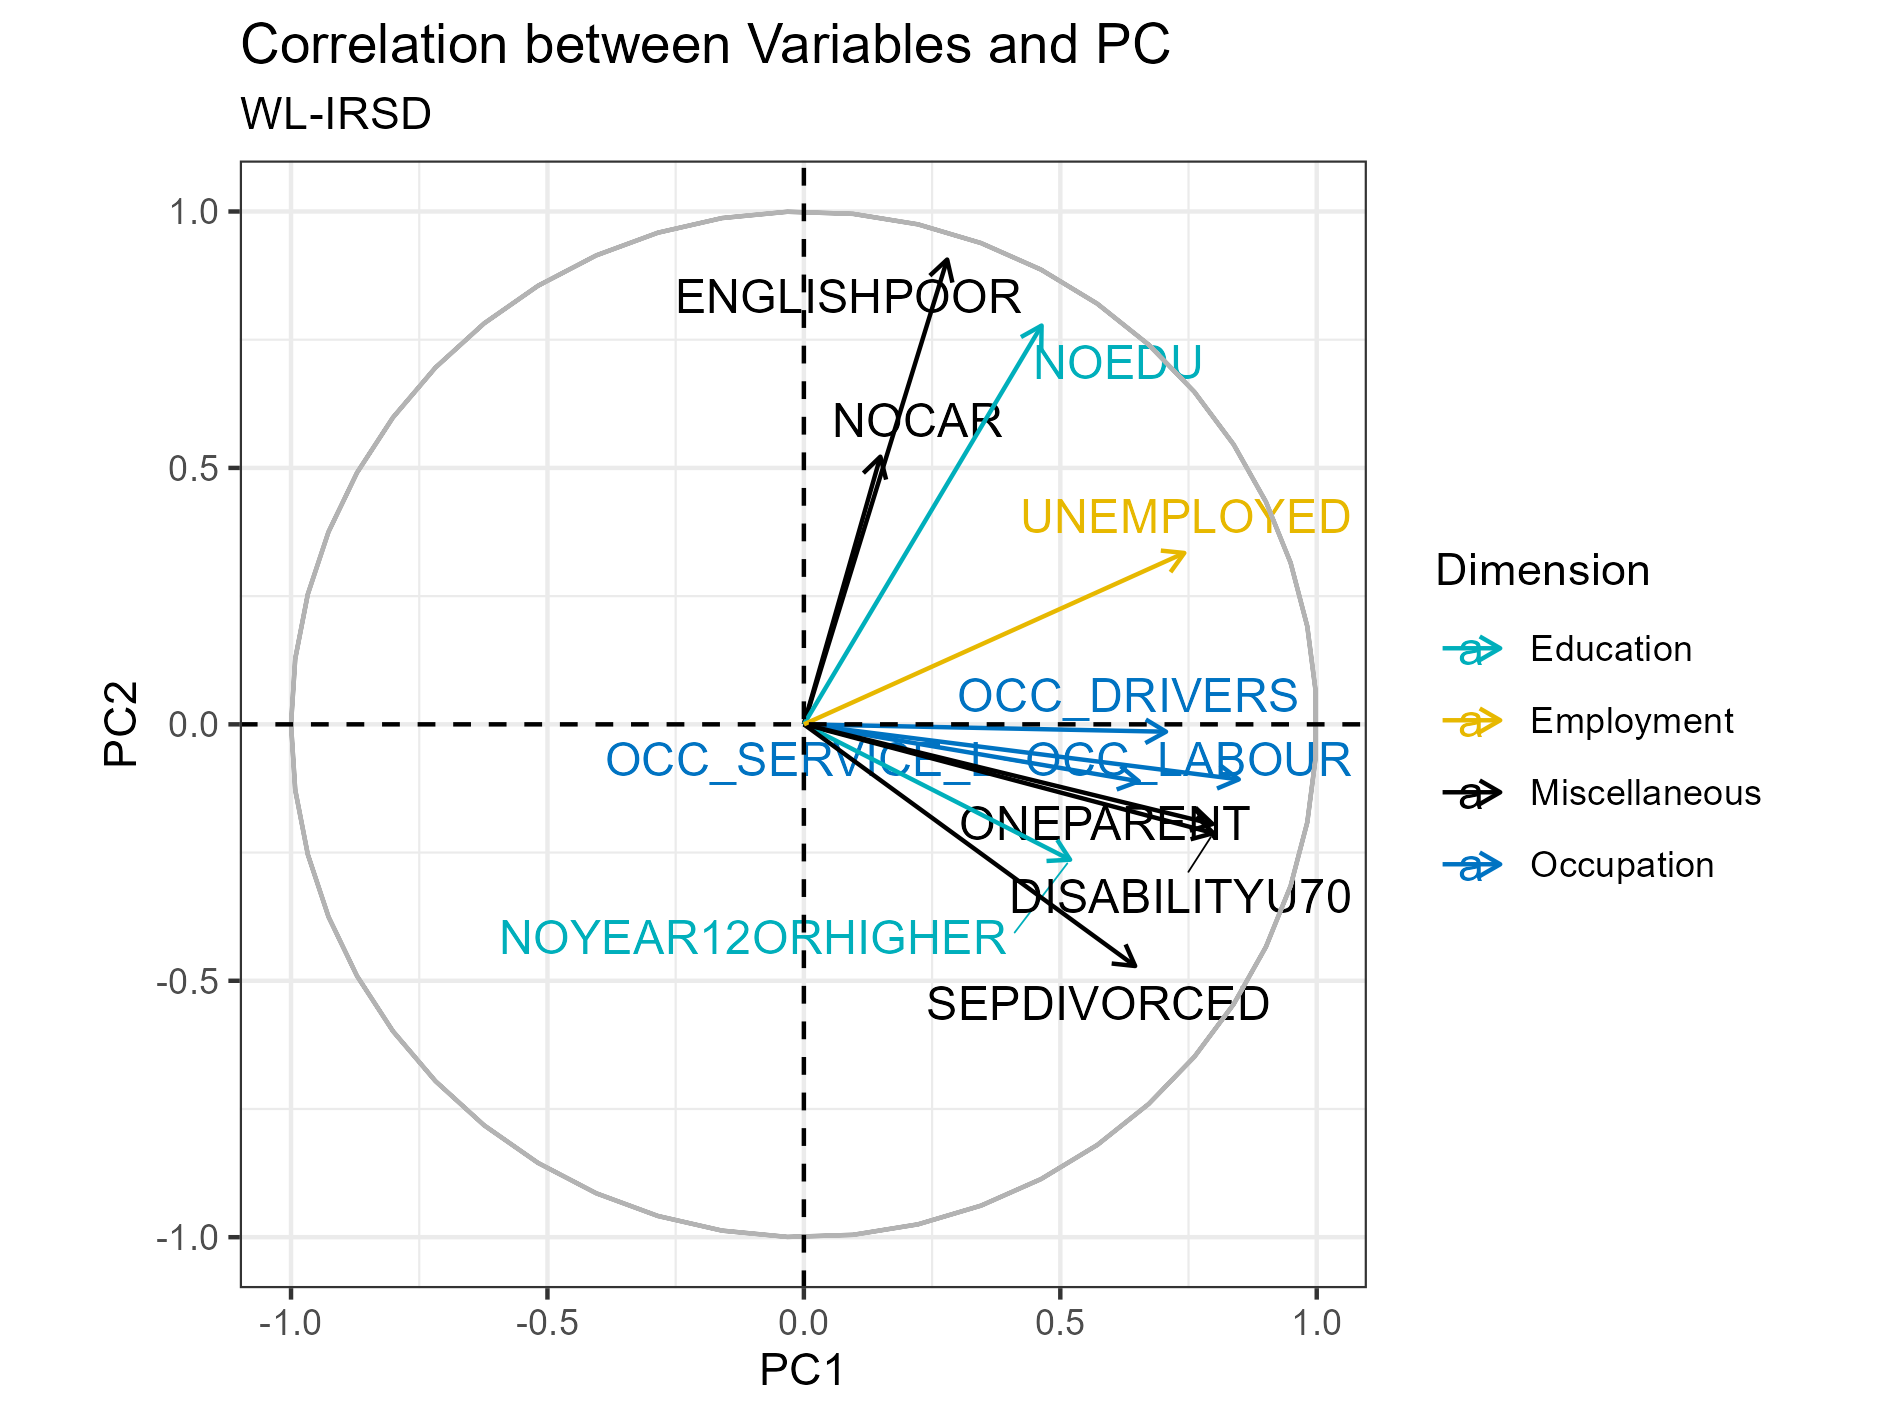 Correlation between Variables and PC
WL-IRSD
1.0
0.5
0.0
-0.5
-1.0
PC2
ENGLISHPOOR
NOEDU
NOCAR
UNEMPLOYED
OCC_DRIVERS
OCC_SERVICE_L OCC_LABOUR
ONEPARENT
DISABILITYU70
NOYEAR12ORHIGHER
SEPDIVORCED
-1.0 -0.5 0.0 0.5 1.0
PC1
Dimension
a Education
a Employment
a Miscellaneous
a Occupation